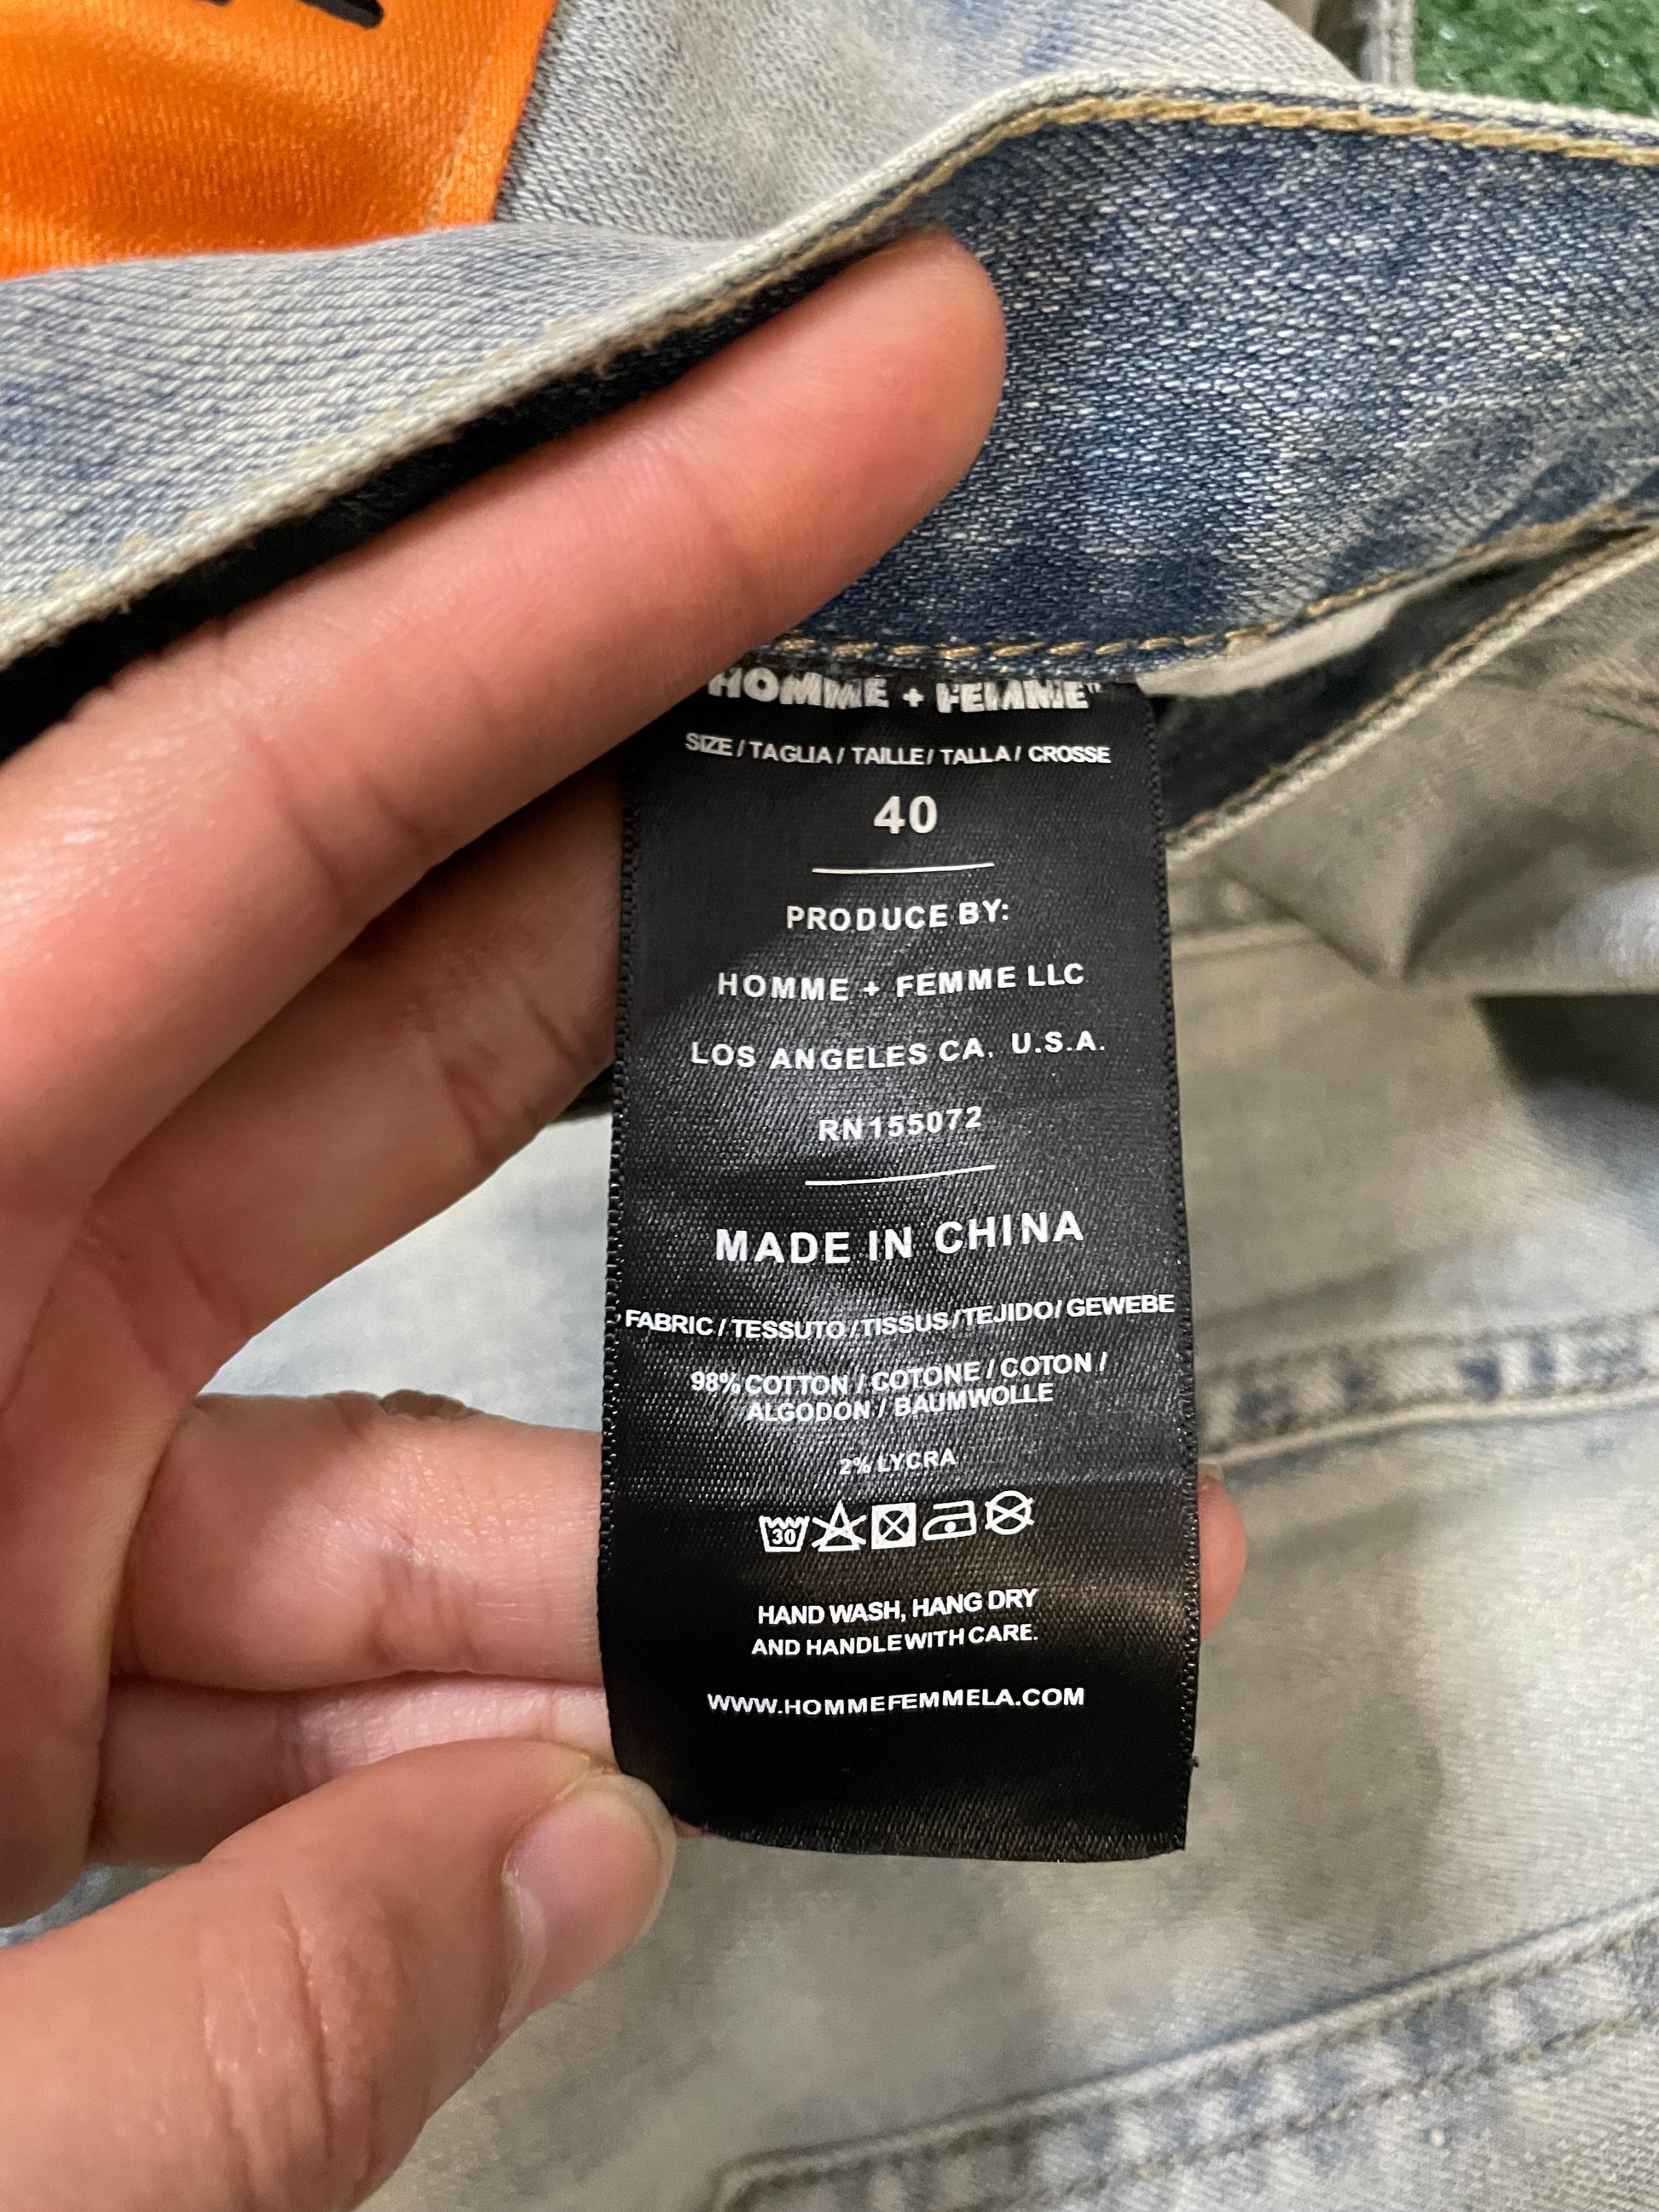 HOMME + FEMME™
SIZE / TAGLIA / TAILLE / TALLA / CROSSE
40
PRODUCE BY:
HOMME + FEMME LLC
LOS ANGELES CA, U.S.A.
RN155072
MADE IN CHINA
FABRIC / TESSUTO / TISSUS / TEJIDO / GEWEBE
98% COTTON / COTONE / COTON /
ALGODON / BAUMWOLLE
2% LYCRA
30
HAND WASH, HANG DRY
AND HANDLE WITH CARE.
WWW.HOMMEFEMMELA.COM